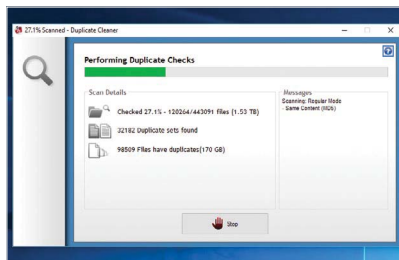 27.1% Scanned - Duplicate Cleaner
Performing Duplicate Checks
Scan Details
Checked 27.1% - 120264/443091 files (1.53 TB)
32182 Duplicate sets found
98509 Files have duplicates(170 GB)
Messages
Scanning: Regular Mode
- Same Content (MD5)
Stop